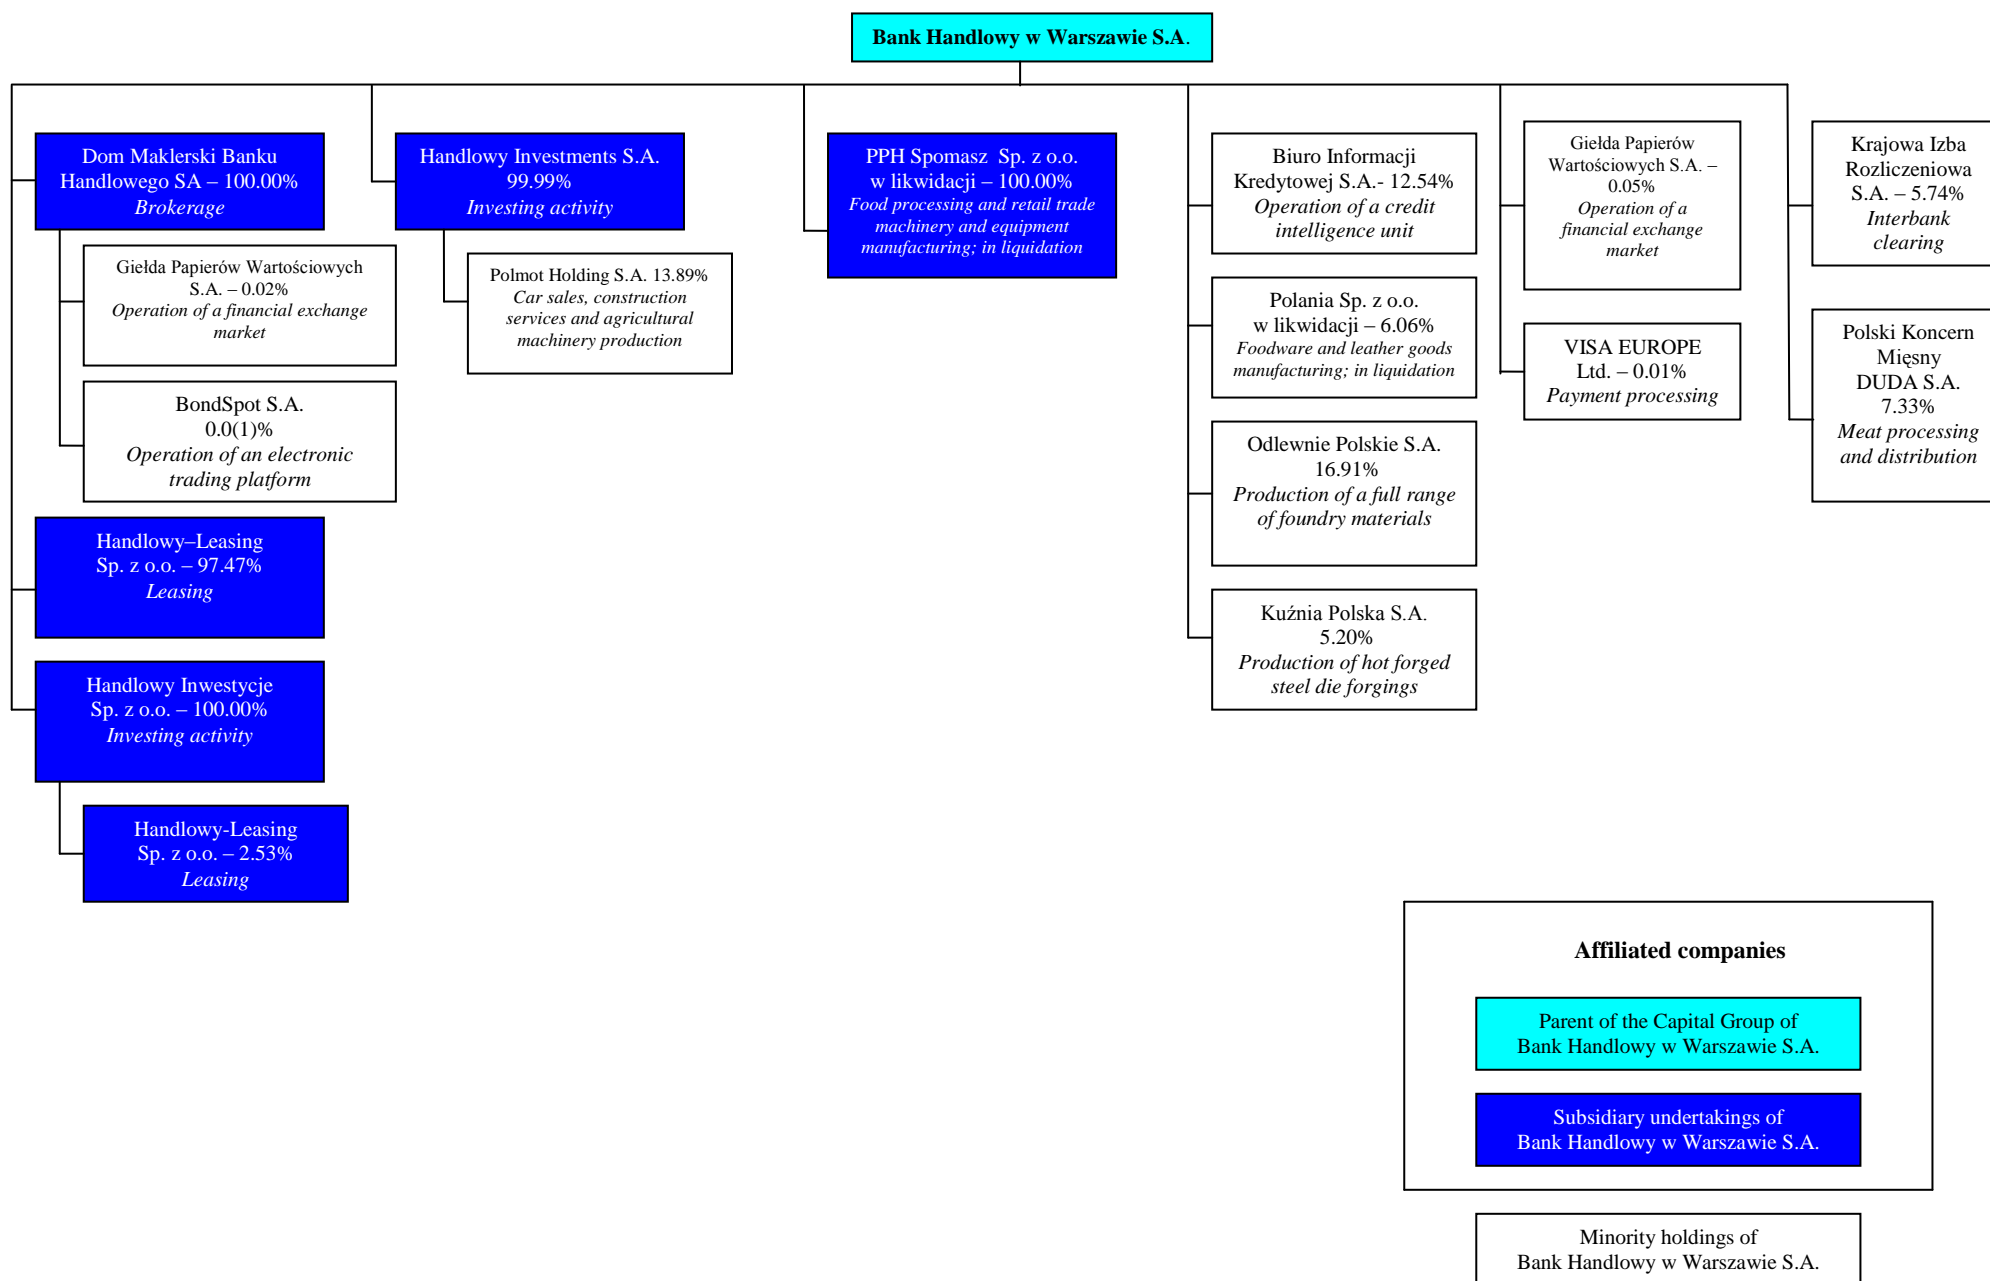 Bank Handlowy w Warszawie S.A.
Dom Maklerski Banku
Handlowego SA – 100.00%
Brokerage
Giełda Papierów Wartościowych
S.A. – 0.02%
Operation of a financial exchange
market
BondSpot S.A.
0.0(1)%
Operation of an electronic
trading platform
Handlowy–Leasing
Sp. z o.o. – 97.47%
Leasing
Handlowy Inwestycje
Sp. z o.o. – 100.00%
Investing activity
Handlowy-Leasing
Sp. z o.o. – 2.53%
Leasing
Handlowy Investments S.A.
99.99%
Investing activity
Polmot Holding S.A. 13.89%
Car sales, construction
services and agricultural
machinery production
PPH Spomasz Sp. z o.o.
w likwidacji – 100.00%
Food processing and retail trade
machinery and equipment
manufacturing; in liquidation
Biuro Informacji
Kredytowej S.A.- 12.54%
Operation of a credit
intelligence unit
Polania Sp. z o.o.
w likwidacji – 6.06%
Foodware and leather goods
manufacturing; in liquidation
Odlewnie Polskie S.A.
16.91%
Production of a full range
of foundry materials
Kuźnia Polska S.A.
5.20%
Production of hot forged
steel die forgings
Giełda Papierów
Wartościowych S.A. –
0.05%
Operation of a
financial exchange
market
VISA EUROPE
Ltd. – 0.01%
Payment processing
Krajowa Izba
Rozliczeniowa
S.A. – 5.74%
Interbank
clearing
Polski Koncern
Mięsny
DUDA S.A.
7.33%
Meat processing
and distribution
Affiliated companies
Parent of the Capital Group of
Bank Handlowy w Warszawie S.A.
Subsidiary undertakings of
Bank Handlowy w Warszawie S.A.
Minority holdings of
Bank Handlowy w Warszawie S.A.